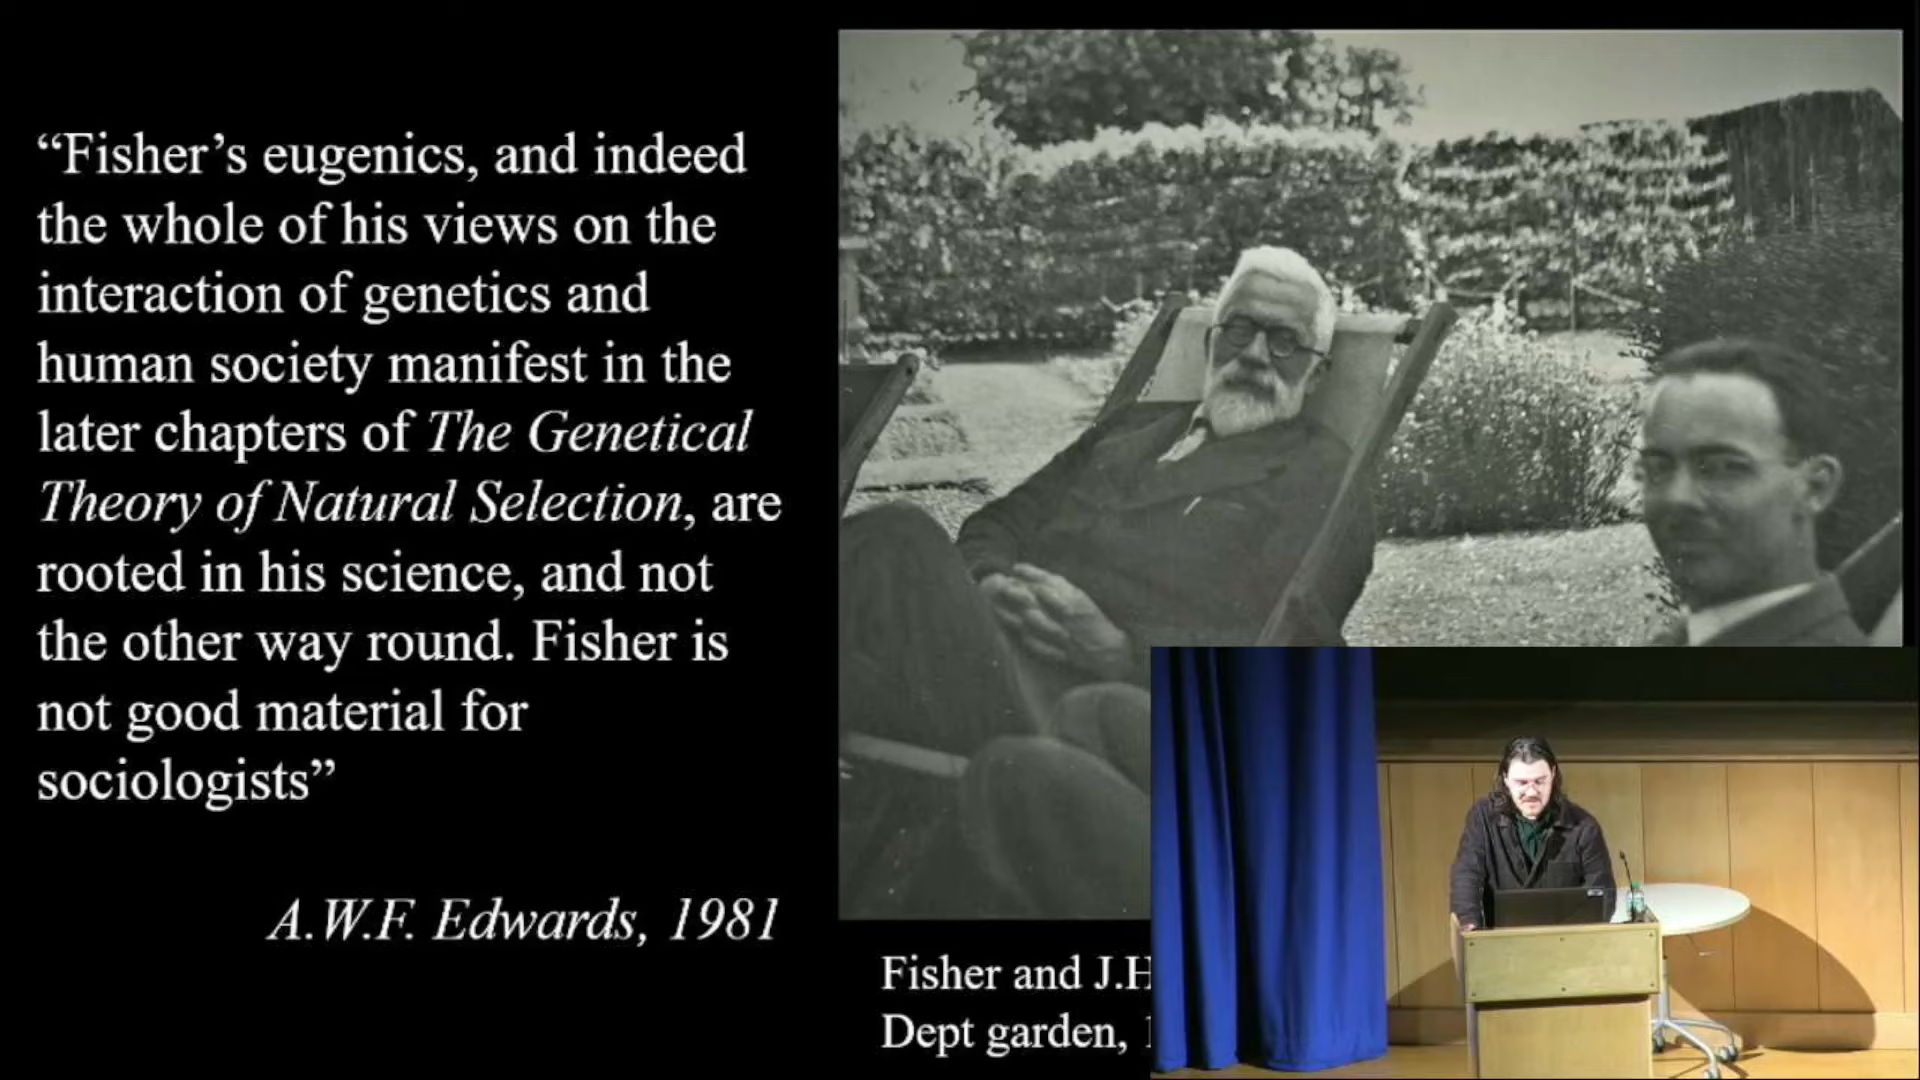 “Fisher’s eugenics, and indeed
the whole of his views on the
interaction of genetics and
human society manifest in the
later chapters of The Genetical
Theory of Natural Selection, are
rooted in his science, and not
the other way round. Fisher is
not good material for
sociologists”
A.W.F. Edwards, 1981
Fisher and J.H
Dept garden,